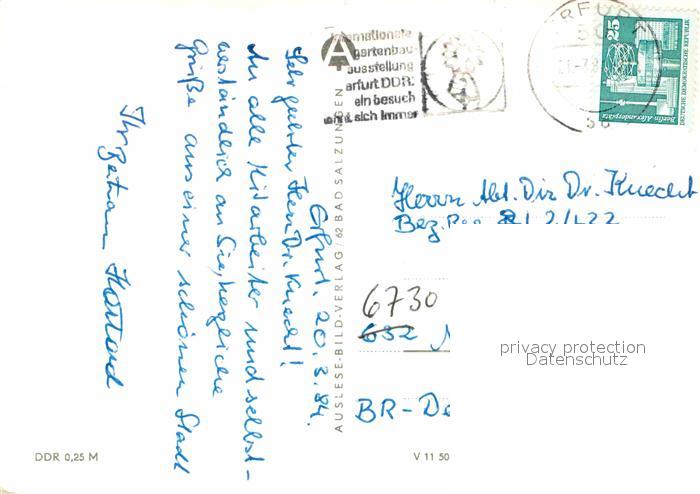 Erfurt, 20.3.84.
Sehr geehrter Herr Dr. Knecht!
An alle Mitarbeiter und selbst-
verständlich an Sie, herzliche
Grüße aus einer schönen Stadt
Ihr
AUSLESE-BILD-VERLAG / 62 BAD SALZUNGEN
A
Internationale
gartenbau-
ausstellung
erfurt DDR:
ein besuch
lohnt sich immer
ERFURT
25
Berlin Alexanderplatz
DEUTSCHE DEMOKRATISCHE REPUBLIK
Herrn Abt. Dir Dr. Knecht
Bez.
6730
652
BR-De
privacy protection
Datenschutz
DDR 0,25 M
V 11 50